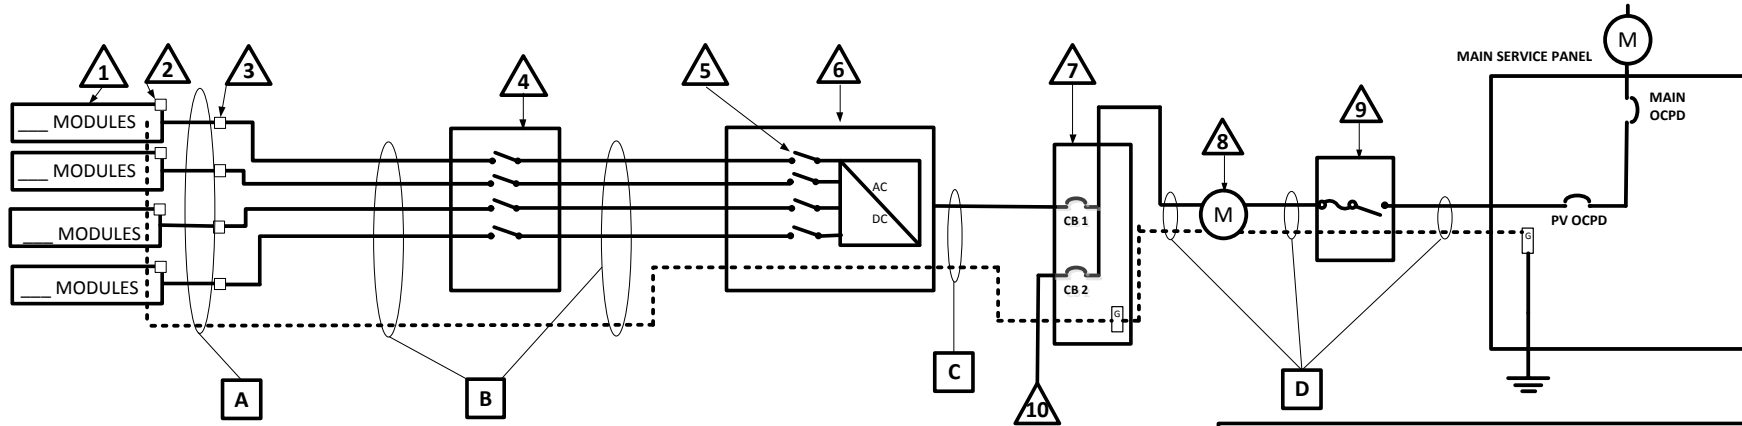 1
2
3
4
5
6
7
8
9
10
M
MAIN SERVICE PANEL
MAIN
OCPD
___ MODULES
___ MODULES
___ MODULES
___ MODULES
AC
DC
CB 1
CB 2
G
M
PV OCPD
G
A
B
C
D